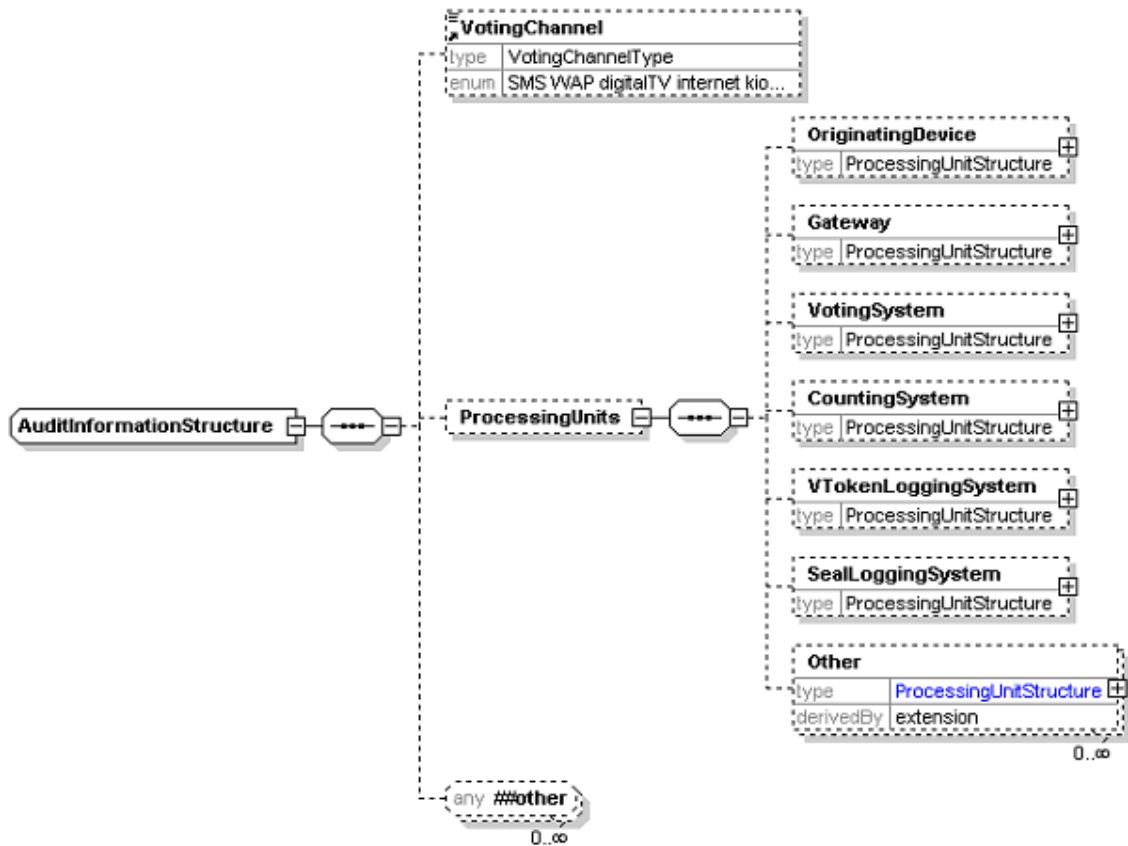 VotingChannel
type VotingChannelType
enum SMS WAP digitalTV internet kio...
OriginatingDevice
type ProcessingUnitStructure
Gateway
type ProcessingUnitStructure
VotingSystem
type ProcessingUnitStructure
AuditInformationStructure
ProcessingUnits
CountingSystem
type ProcessingUnitStructure
VTokenLoggingSystem
type ProcessingUnitStructure
SealLoggingSystem
type ProcessingUnitStructure
Other
type ProcessingUnitStructure
derivedBy extension
0..∞
any ##other
0..∞